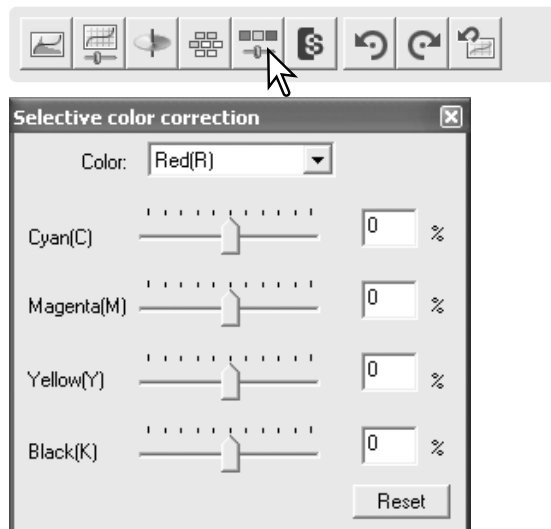 Selective color correction
Color: Red(R)
Cyan(C) 0 %
Magenta(M) 0 %
Yellow(Y) 0 %
Black(K) 0 %
Reset